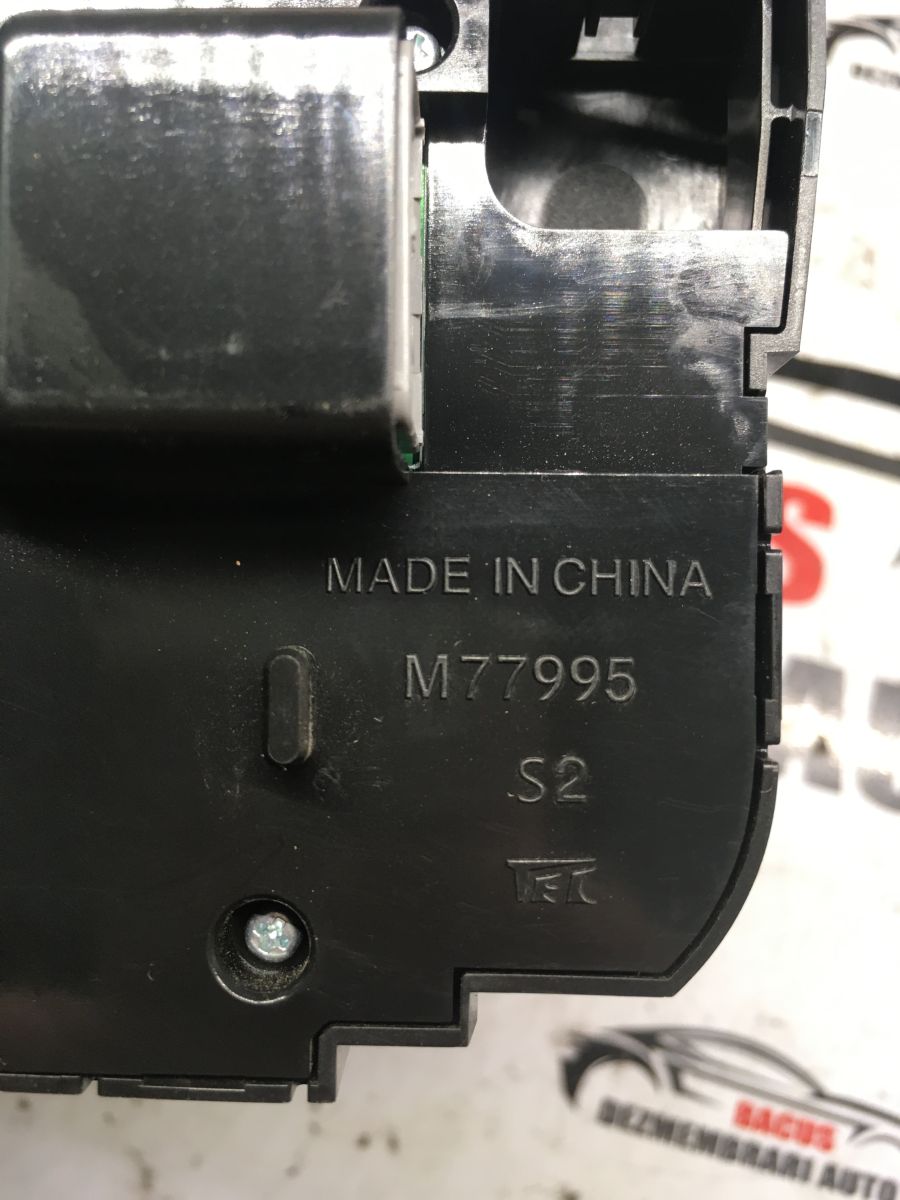 MADE IN CHINA
M77995
S2
BACUS
DEZMEMBRARI AUTO